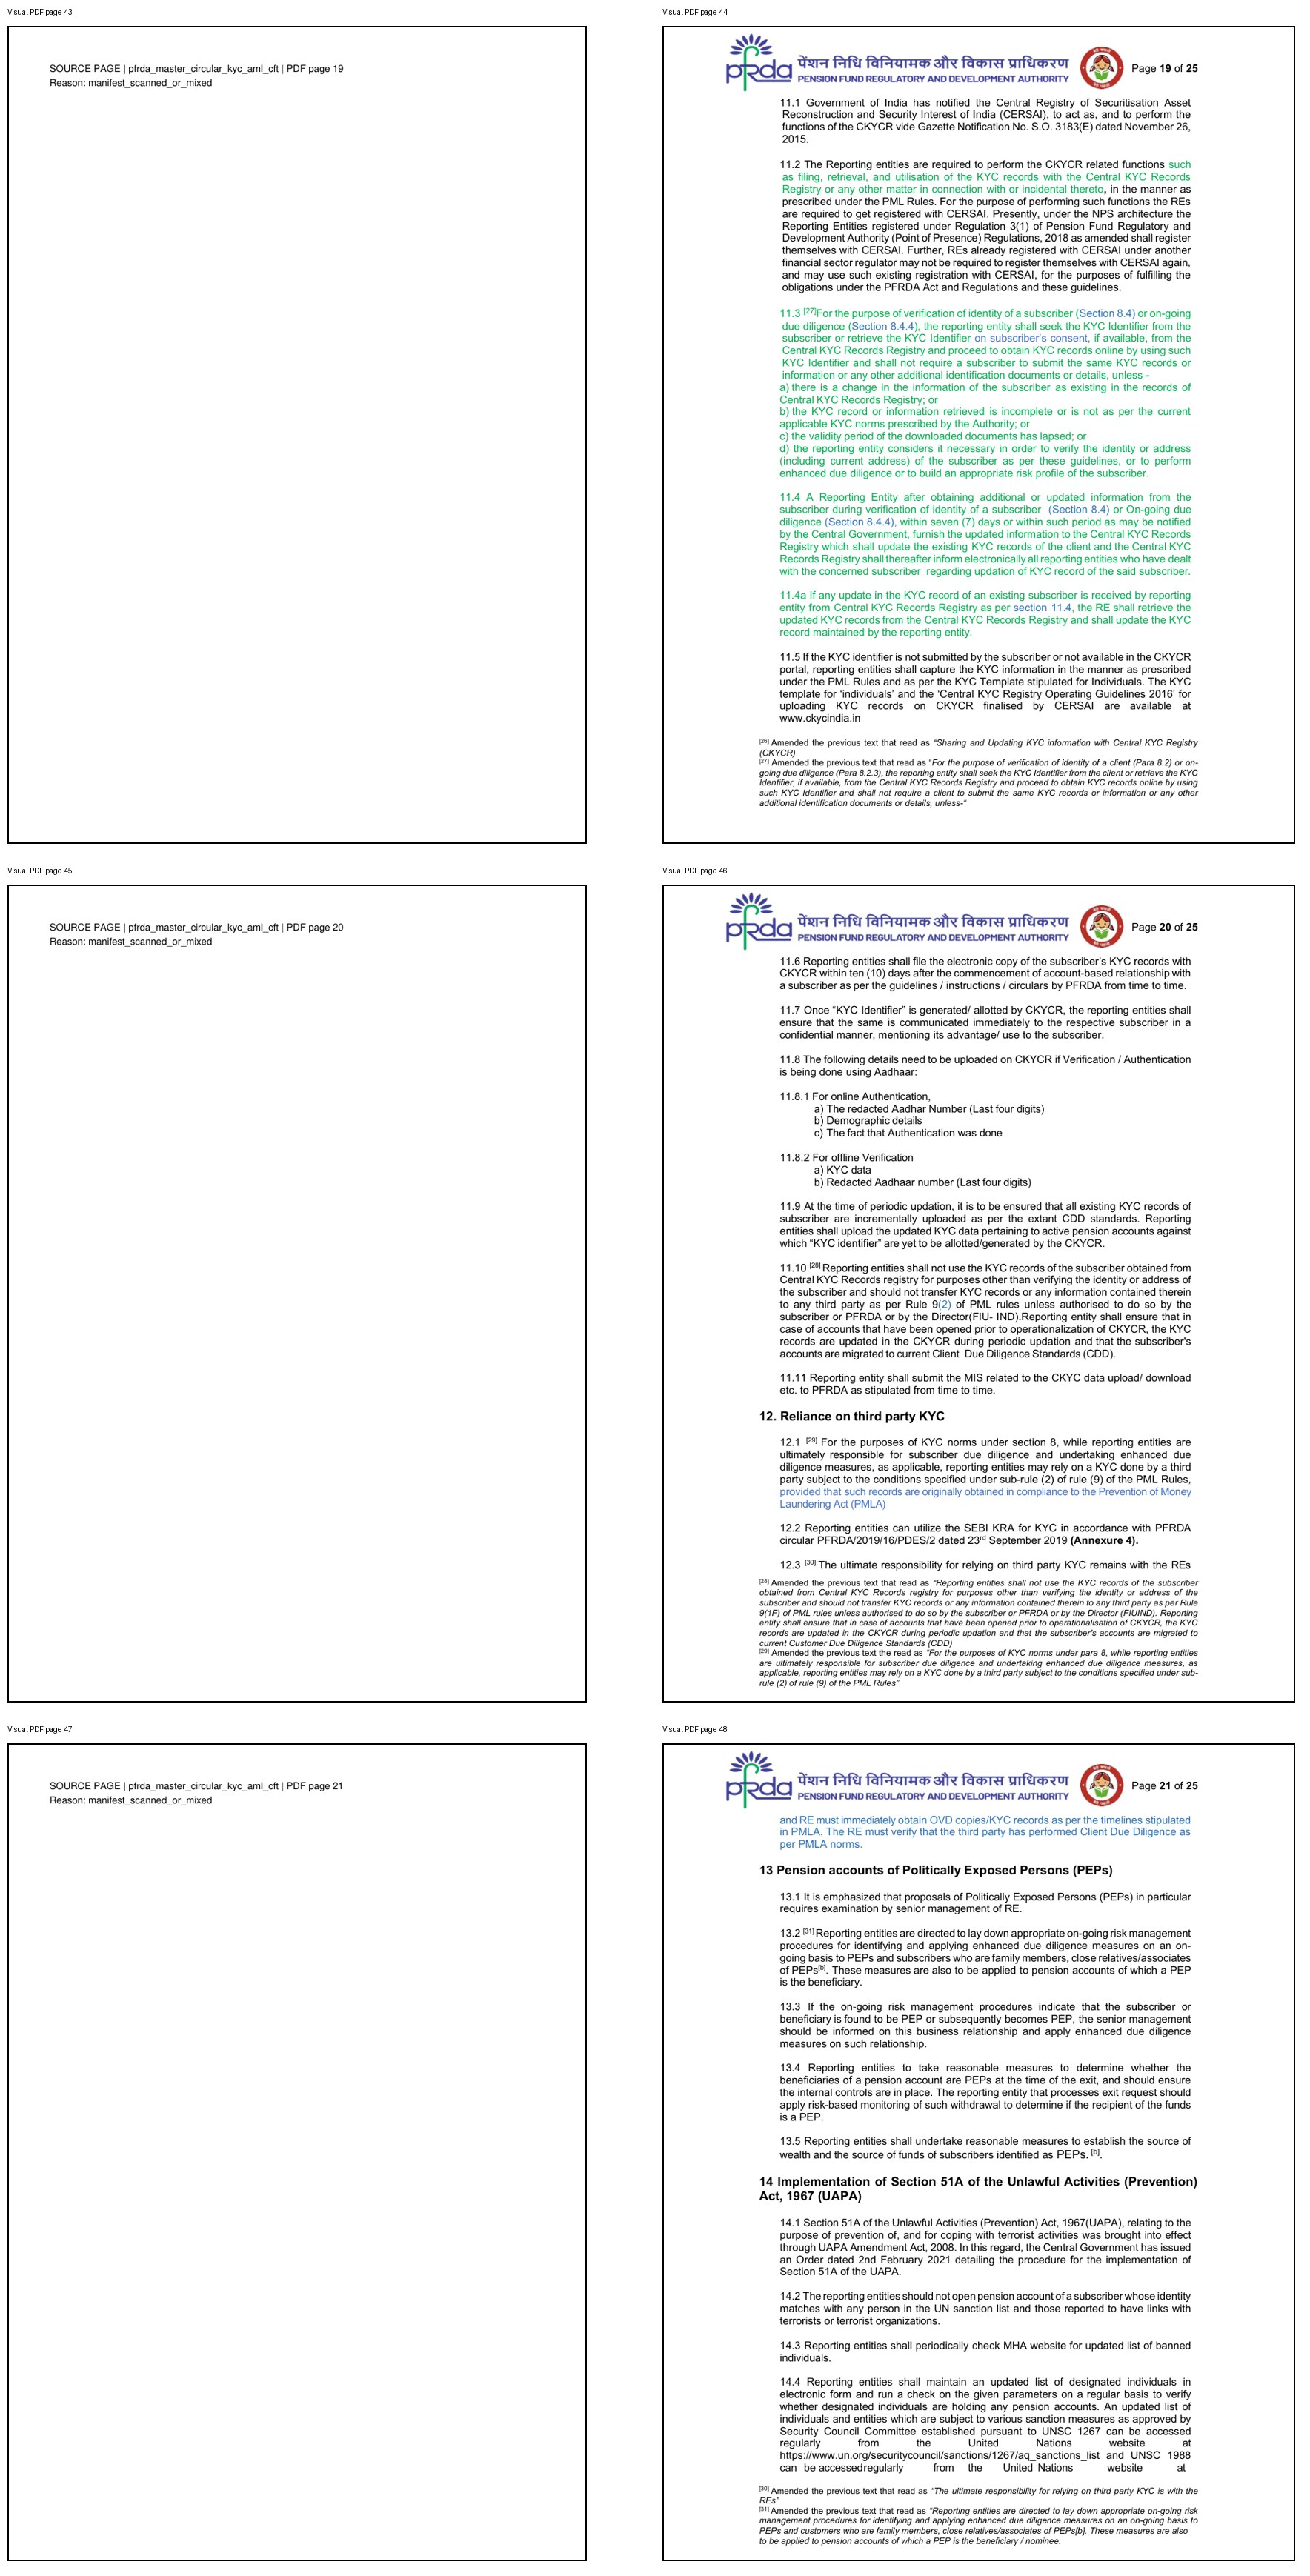 Visual PDF page 43
SOURCE PAGE | pfrda_master_circular_kyc_aml_cft | PDF page 19
Reason: manifest_scanned_or_mixed
Visual PDF page 44
pfrda
पेंशन निधि विनियामक और विकास प्राधिकरण
PENSION FUND REGULATORY AND DEVELOPMENT AUTHORITY
Page 19 of 25
11.1 Government of India has notified the Central Registry of Securitisation Asset
Reconstruction and Security Interest of India (CERSAI), to act as, and to perform the
functions of the CKYCR vide Gazette Notification No. S.O. 3183(E) dated November 26,
2015.
11.2 The Reporting entities are required to perform the CKYCR related functions such
as filing, retrieval, and utilisation of the KYC records with the Central KYC Records
Registry or any other matter in connection with or incidental thereto, in the manner as
prescribed under the PML Rules. For the purpose of performing such functions the REs
are required to get registered with CERSAI. Presently, under the NPS architecture the
Reporting Entities registered under Regulation 3(1) of Pension Fund Regulatory and
Development Authority (Point of Presence) Regulations, 2018 as amended shall register
themselves with CERSAI. Further, REs already registered with CERSAI under another
financial sector regulator may not be required to register themselves with CERSAI again,
and may use such existing registration with CERSAI, for the purposes of fulfilling the
obligations under the PFRDA Act and Regulations and these guidelines.
11.3 [27]For the purpose of verification of identity of a subscriber (Section 8.4) or on-going
due diligence (Section 8.4.4), the reporting entity shall seek the KYC Identifier from the
subscriber or retrieve the KYC Identifier on subscriber's consent, if available, from the
Central KYC Records Registry and proceed to obtain KYC records online by using such
KYC Identifier and shall not require a subscriber to submit the same KYC records or
information or any other additional identification documents or details, unless -
a) there is a change in the information of the subscriber as existing in the records of
Central KYC Records Registry; or
b) the KYC record or information retrieved is incomplete or is not as per the current
applicable KYC norms prescribed by the Authority; or
c) the validity period of the downloaded documents has lapsed; or
d) the reporting entity considers it necessary in order to verify the identity or address
(including current address) of the subscriber as per these guidelines, or to perform
enhanced due diligence or to build an appropriate risk profile of the subscriber.
11.4 A Reporting Entity after obtaining additional or updated information from the
subscriber during verification of identity of a subscriber (Section 8.4) or On-going due
diligence (Section 8.4.4), within seven (7) days or within such period as may be notified
by the Central Government, furnish the updated information to the Central KYC Records
Registry which shall update the existing KYC records of the client and the Central KYC
Records Registry shall thereafter inform electronically all reporting entities who have dealt
with the concerned subscriber regarding updation of KYC record of the said subscriber.
11.4a If any update in the KYC record of an existing subscriber is received by reporting
entity from Central KYC Records Registry as per section 11.4, the RE shall retrieve the
updated KYC records from the Central KYC Records Registry and shall update the KYC
record maintained by the reporting entity.
11.5 If the KYC identifier is not submitted by the subscriber or not available in the CKYCR
portal, reporting entities shall capture the KYC information in the manner as prescribed
under the PML Rules and as per the KYC Template stipulated for Individuals. The KYC
template for 'individuals' and the 'Central KYC Registry Operating Guidelines 2016' for
uploading KYC records on CKYCR finalised by CERSAI are available at
www.ckycindia.in
[26] Amended the previous text that read as "Sharing and Updating KYC information with Central KYC Registry
(CKYCR)
[27] Amended the previous text that read as "For the purpose of verification of identity of a client (Para 8.2) or on-
going due diligence (Para 8.2.3), the reporting entity shall seek the KYC Identifier from the client or retrieve the KYC
Identifier, if available, from the Central KYC Records Registry and proceed to obtain KYC records online by using
such KYC Identifier and shall not require a client to submit the same KYC records or information or any other
additional identification documents or details, unless-"
Visual PDF page 45
SOURCE PAGE | pfrda_master_circular_kyc_aml_cft | PDF page 20
Reason: manifest_scanned_or_mixed
Visual PDF page 46
pfrda
पेंशन निधि विनियामक और विकास प्राधिकरण
PENSION FUND REGULATORY AND DEVELOPMENT AUTHORITY
Page 20 of 25
11.6 Reporting entities shall file the electronic copy of the subscriber's KYC records with
CKYCR within ten (10) days after the commencement of account-based relationship with
a subscriber as per the guidelines / instructions / circulars by PFRDA from time to time.
11.7 Once "KYC Identifier" is generated/ allotted by CKYCR, the reporting entities shall
ensure that the same is communicated immediately to the respective subscriber in a
confidential manner, mentioning its advantage/ use to the subscriber.
11.8 The following details need to be uploaded on CKYCR if Verification / Authentication
is being done using Aadhaar:
11.8.1 For online Authentication,
a) The redacted Aadhar Number (Last four digits)
b) Demographic details
c) The fact that Authentication was done
11.8.2 For offline Verification
a) KYC data
b) Redacted Aadhaar number (Last four digits)
11.9 At the time of periodic updation, it is to be ensured that all existing KYC records of
subscriber are incrementally uploaded as per the extant CDD standards. Reporting
entities shall upload the updated KYC data pertaining to active pension accounts against
which "KYC identifier" are yet to be allotted/generated by the CKYCR.
11.10 [28] Reporting entities shall not use the KYC records of the subscriber obtained from
Central KYC Records registry for purposes other than verifying the identity or address of
the subscriber and should not transfer KYC records or any information contained therein
to any third party as per Rule 9(2) of PML rules unless authorised to do so by the
subscriber or PFRDA or by the Director(FIU- IND).Reporting entity shall ensure that in
case of accounts that have been opened prior to operationalization of CKYCR, the KYC
records are updated in the CKYCR during periodic updation and that the subscriber's
accounts are migrated to current Client Due Diligence Standards (CDD).
11.11 Reporting entity shall submit the MIS related to the CKYC data upload/ download
etc. to PFRDA as stipulated from time to time.
12. Reliance on third party KYC
12.1 [29] For the purposes of KYC norms under section 8, while reporting entities are
ultimately responsible for subscriber due diligence and undertaking enhanced due
diligence measures, as applicable, reporting entities may rely on a KYC done by a third
party subject to the conditions specified under sub-rule (2) of rule (9) of the PML Rules,
provided that such records are originally obtained in compliance to the Prevention of Money
Laundering Act (PMLA)
12.2 Reporting entities can utilize the SEBI KRA for KYC in accordance with PFRDA
circular PFRDA/2019/16/PDES/2 dated 23rd September 2019 (Annexure 4).
12.3 [30] The ultimate responsibility for relying on third party KYC remains with the REs
[28] Amended the previous text that read as "Reporting entities shall not use the KYC records of the subscriber
obtained from Central KYC Records registry for purposes other than verifying the identity or address of the
subscriber and should not transfer KYC records or any information contained therein to any third party as per Rule
9(1F) of PML rules unless authorised to do so by the subscriber or PFRDA or by the Director (FIUIND). Reporting
entity shall ensure that in case of accounts that have been opened prior to operationalisation of CKYCR, the KYC
records are updated in the CKYCR during periodic updation and that the subscriber's accounts are migrated to
current Customer Due Diligence Standards (CDD)
[29] Amended the previous text the read as "For the purposes of KYC norms under para 8, while reporting entities
are ultimately responsible for subscriber due diligence and undertaking enhanced due diligence measures, as
applicable, reporting entities may rely on a KYC done by a third party subject to the conditions specified under sub-
rule (2) of rule (9) of the PML Rules"
Visual PDF page 47
SOURCE PAGE | pfrda_master_circular_kyc_aml_cft | PDF page 21
Reason: manifest_scanned_or_mixed
Visual PDF page 48
pfrda
पेंशन निधि विनियामक और विकास प्राधिकरण
PENSION FUND REGULATORY AND DEVELOPMENT AUTHORITY
Page 21 of 25
and RE must immediately obtain OVD copies/KYC records as per the timelines stipulated
in PMLA. The RE must verify that the third party has performed Client Due Diligence as
per PMLA norms.
13 Pension accounts of Politically Exposed Persons (PEPs)
13.1 It is emphasized that proposals of Politically Exposed Persons (PEPs) in particular
requires examination by senior management of RE.
13.2 [31] Reporting entities are directed to lay down appropriate on-going risk management
procedures for identifying and applying enhanced due diligence measures on an on-
going basis to PEPs and subscribers who are family members, close relatives/associates
of PEPs[b]. These measures are also to be applied to pension accounts of which a PEP
is the beneficiary.
13.3 If the on-going risk management procedures indicate that the subscriber or
beneficiary is found to be PEP or subsequently becomes PEP, the senior management
should be informed on this business relationship and apply enhanced due diligence
measures on such relationship.
13.4 Reporting entities to take reasonable measures to determine whether the
beneficiaries of a pension account are PEPs at the time of the exit, and should ensure
the internal controls are in place. The reporting entity that processes exit request should
apply risk-based monitoring of such withdrawal to determine if the recipient of the funds
is a PEP.
13.5 Reporting entities shall undertake reasonable measures to establish the source of
wealth and the source of funds of subscribers identified as PEPs. [b].
14 Implementation of Section 51A of the Unlawful Activities (Prevention)
Act, 1967 (UAPA)
14.1 Section 51A of the Unlawful Activities (Prevention) Act, 1967(UAPA), relating to the
purpose of prevention of, and for coping with terrorist activities was brought into effect
through UAPA Amendment Act, 2008. In this regard, the Central Government has issued
an Order dated 2nd February 2021 detailing the procedure for the implementation of
Section 51A of the UAPA.
14.2 The reporting entities should not open pension account of a subscriber whose identity
matches with any person in the UN sanction list and those reported to have links with
terrorists or terrorist organizations.
14.3 Reporting entities shall periodically check MHA website for updated list of banned
individuals.
14.4 Reporting entities shall maintain an updated list of designated individuals in
electronic form and run a check on the given parameters on a regular basis to verify
whether designated individuals are holding any pension accounts. An updated list of
individuals and entities which are subject to various sanction measures as approved by
Security Council Committee established pursuant to UNSC 1267 can be accessed
regularly from the United Nations website at
https://www.un.org/securitycouncil/sanctions/1267/aq_sanctions_list and UNSC 1988
can be accessedregularly from the United Nations website at
[30] Amended the previous text that read as "The ultimate responsibility for relying on third party KYC is with the
REs"
[31] Amended the previous text that read as "Reporting entities are directed to lay down appropriate on-going risk
management procedures for identifying and applying enhanced due diligence measures on an on-going basis to
PEPs and customers who are family members, close relatives/associates of PEPs[b]. These measures are also
to be applied to pension accounts of which a PEP is the beneficiary / nominee.